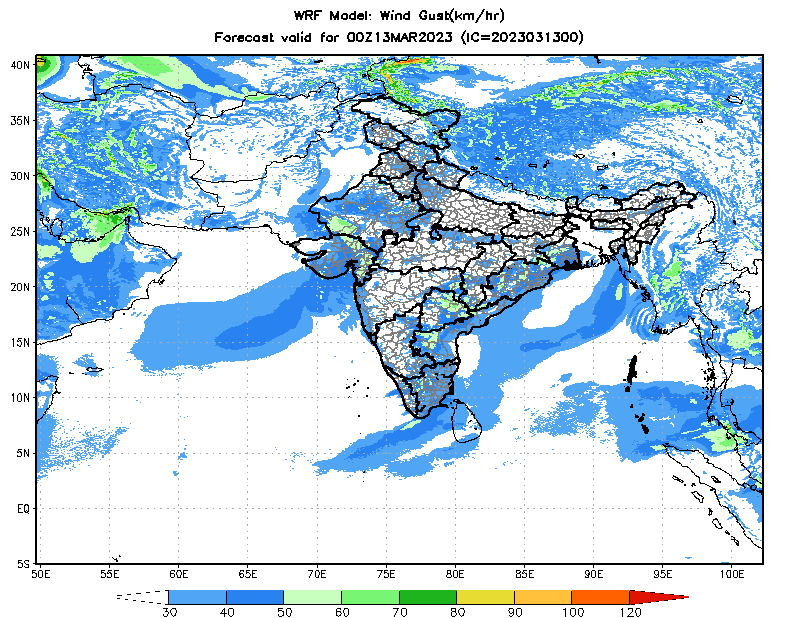 WRF Model: Wind Gust(km/hr)
Forecast valid for 00Z13MAR2023 (IC=2023031300)
40N
35N
30N
25N
20N
15N
10N
5N
EQ
5S
50E 55E 60E 65E 70E 75E 80E 85E 90E 95E 100E
30 40 50 60 70 80 90 100 120